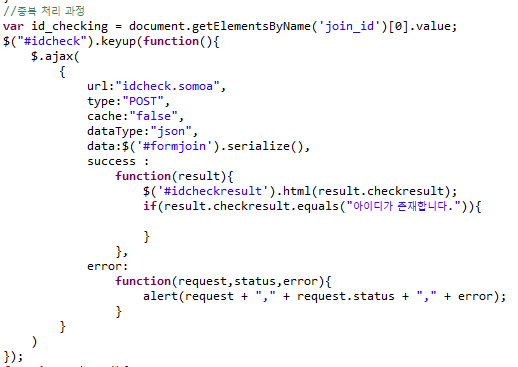 //중복 처리 과정
var id_checking = document.getElementsByName('join_id')[0].value;
$("#idcheck").keyup(function(){
    $.ajax(
        {
            url:"idcheck.somoa",
            type:"POST",
            cache:"false",
            dataType:"json",
            data:$('#formjoin').serialize(),
            success :
                function(result){
                    $('#idcheckresult').html(result.checkresult);
                    if(result.checkresult.equals("아이디가 존재합니다.")){

                    }
                },
            error:
                function(request,status,error){
                    alert(request + "," + request.status + "," + error);
                }
        }
    )
});